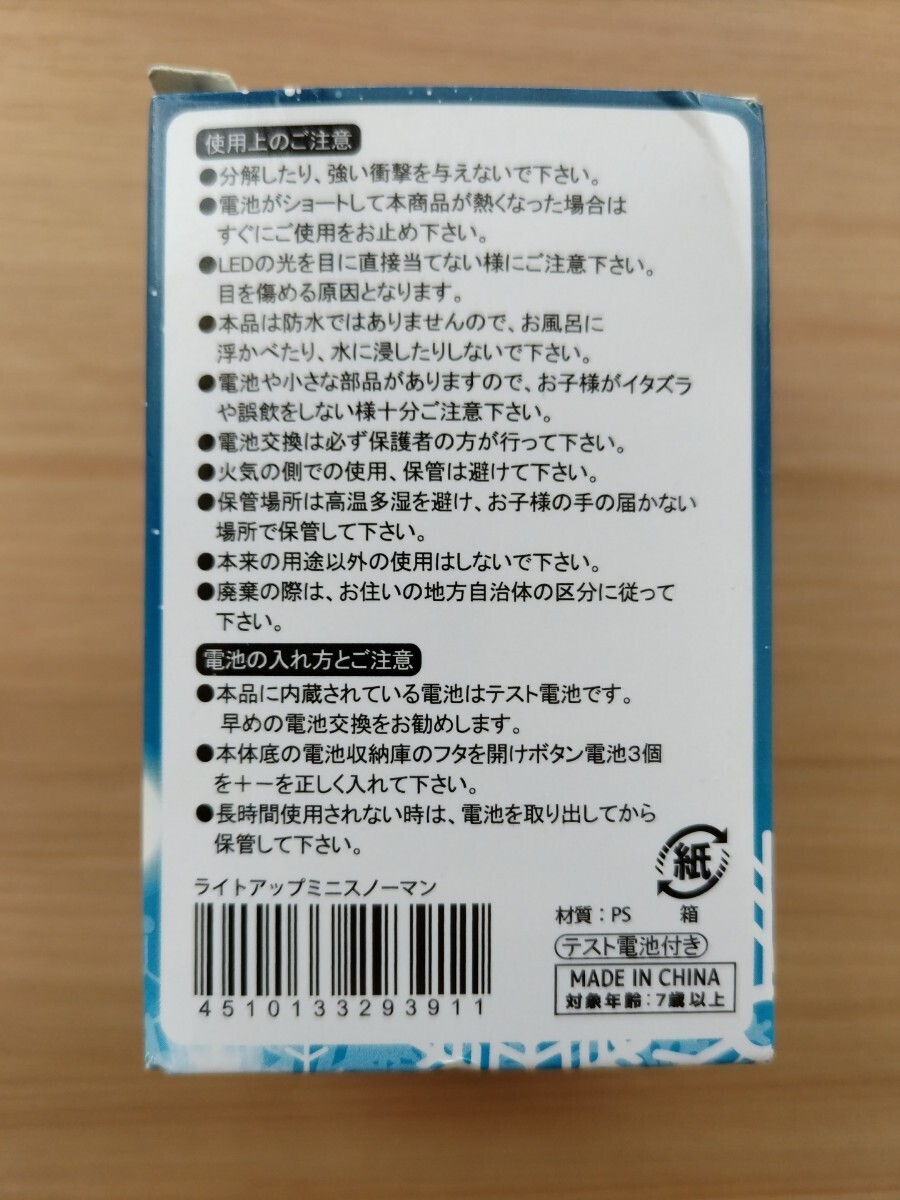 使用上のご注意
●分解したり、強い衝撃を与えないで下さい。
●電池がショートして本商品が熱くなった場合は
すぐにご使用をお止め下さい。
●LEDの光を目に直接当てない様にご注意下さい。
目を傷める原因となります。
●本品は防水ではありませんので、お風呂に
浮かべたり、水に浸したりしないで下さい。
●電池や小さな部品がありますので、お子様がイタズラ
や誤飲をしない様十分ご注意下さい。
●電池交換は必ず保護者の方が行って下さい。
●火気の側での使用、保管は避けて下さい。
●保管場所は高温多湿を避け、お子様の手の届かない
場所で保管して下さい。
●本来の用途以外の使用はしないで下さい。
●廃棄の際は、お住いの地方自治体の区分に従って
下さい。
電池の入れ方とご注意
●本品に内蔵されている電池はテスト電池です。
早めの電池交換をお勧めします。
●本体底の電池収納庫のフタを開けボタン電池3個
を＋−を正しく入れて下さい。
●長時間使用されない時は、電池を取り出してから
保管して下さい。
ライトアップミニスノーマン
4510133293911
紙
材質：PS 箱
テスト電池付き
MADE IN CHINA
対象年齢：7歳以上